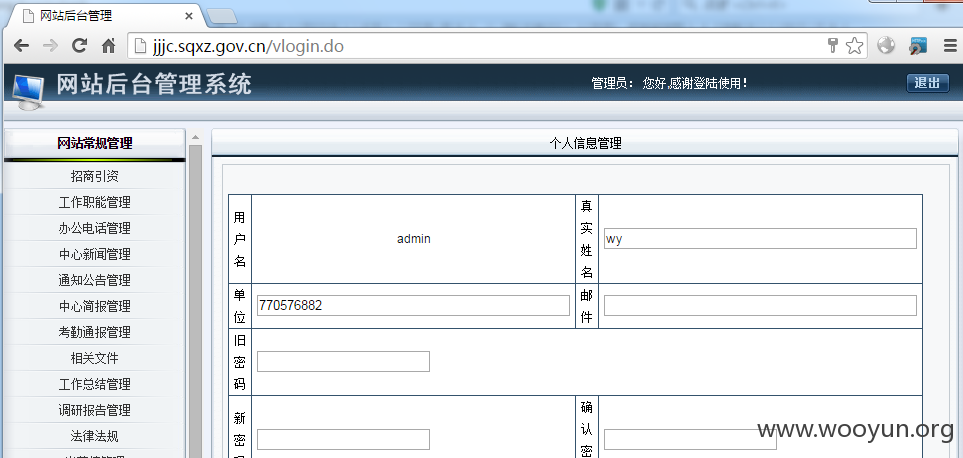 网站后台管理
jjjc.sqxz.gov.cn/vlogin.do
网站后台管理系统
管理员： 您好,感谢登陆使用！
退出
网站常规管理
招商引资
工作职能管理
办公电话管理
中心新闻管理
通知公告管理
中心简报管理
考勤通报管理
相关文件
工作总结管理
调研报告管理
法律法规
个人信息管理
用户名
admin
真实姓名
wy
单位
770576882
邮件
旧密码
新密
确认密
www.wooyun.org